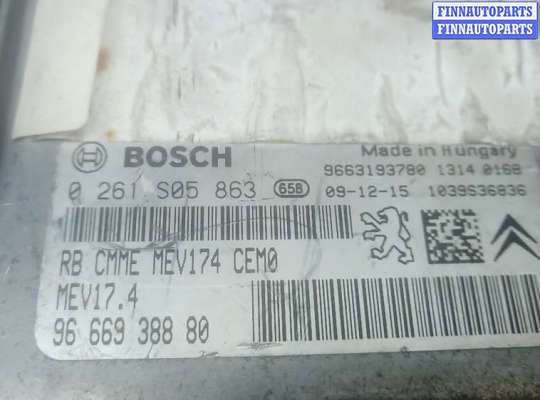 FINNAUTOPARTS
FINNAUTOPARTS
BOSCH
Made in Hungary
9663193780 1314 0168
0 261 S05 863 658
09-12-15 1039S36836
RB CMME MEV174 CEM0
MEV17.4
96 669 388 80